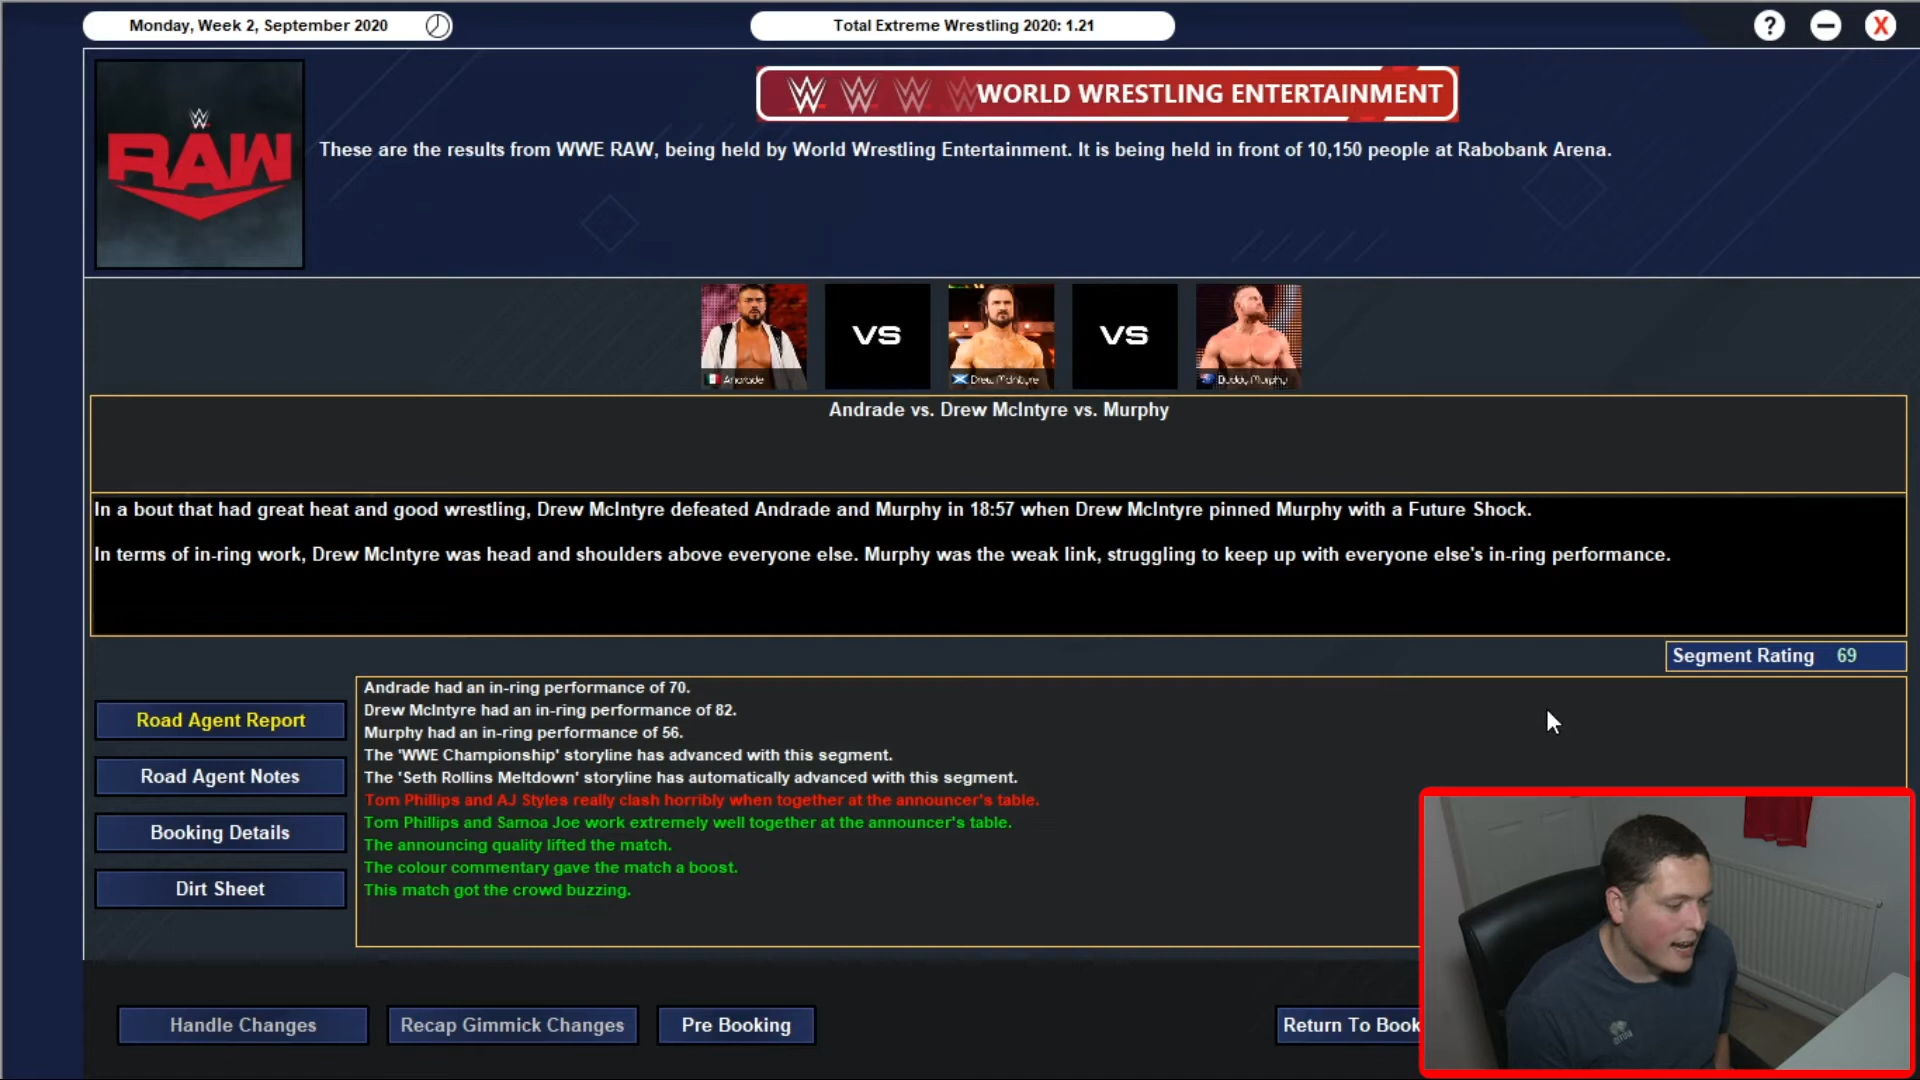 Monday, Week 2, September 2020
Total Extreme Wrestling 2020: 1.21
?
X
WORLD WRESTLING ENTERTAINMENT
RAW
These are the results from WWE RAW, being held by World Wrestling Entertainment. It is being held in front of 10,150 people at Rabobank Arena.
VS
VS
Andrade
Drew McIntyre
Buddy Murphy
Andrade vs. Drew McIntyre vs. Murphy
In a bout that had great heat and good wrestling, Drew McIntyre defeated Andrade and Murphy in 18:57 when Drew McIntyre pinned Murphy with a Future Shock.
In terms of in-ring work, Drew McIntyre was head and shoulders above everyone else. Murphy was the weak link, struggling to keep up with everyone else's in-ring performance.
Segment Rating 69
Road Agent Report
Road Agent Notes
Booking Details
Dirt Sheet
Andrade had an in-ring performance of 70.
Drew McIntyre had an in-ring performance of 82.
Murphy had an in-ring performance of 56.
The 'WWE Championship' storyline has advanced with this segment.
The 'Seth Rollins Meltdown' storyline has automatically advanced with this segment.
Tom Phillips and AJ Styles really clash horribly when together at the announcer's table.
Tom Phillips and Samoa Joe work extremely well together at the announcer's table.
The announcing quality lifted the match.
The colour commentary gave the match a boost.
This match got the crowd buzzing.
Handle Changes
Recap Gimmick Changes
Pre Booking
Return To Book